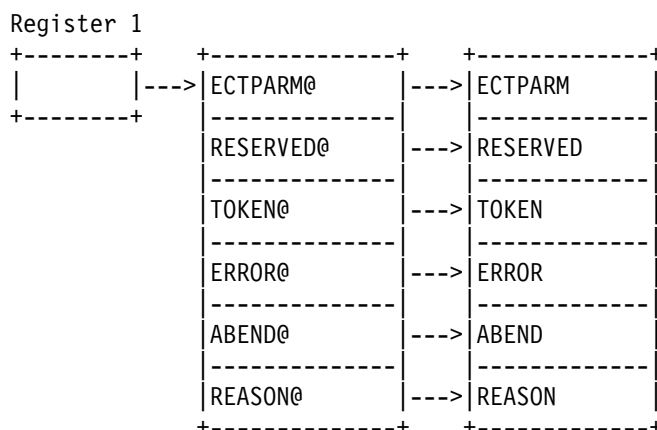 Register 1
+--------+ +--------------+ +--------------+
| |--->|ECTPARM@ |--->|ECTPARM |
+--------+ |--------------| |--------------|
|RESERVED@ |--->|RESERVED |
|--------------| |--------------|
|TOKEN@ |--->|TOKEN |
|--------------| |--------------|
|ERROR@ |--->|ERROR |
|--------------| |--------------|
|ABEND@ |--->|ABEND |
|--------------| |--------------|
|REASON@ |--->|REASON |
+--------------+ +--------------+